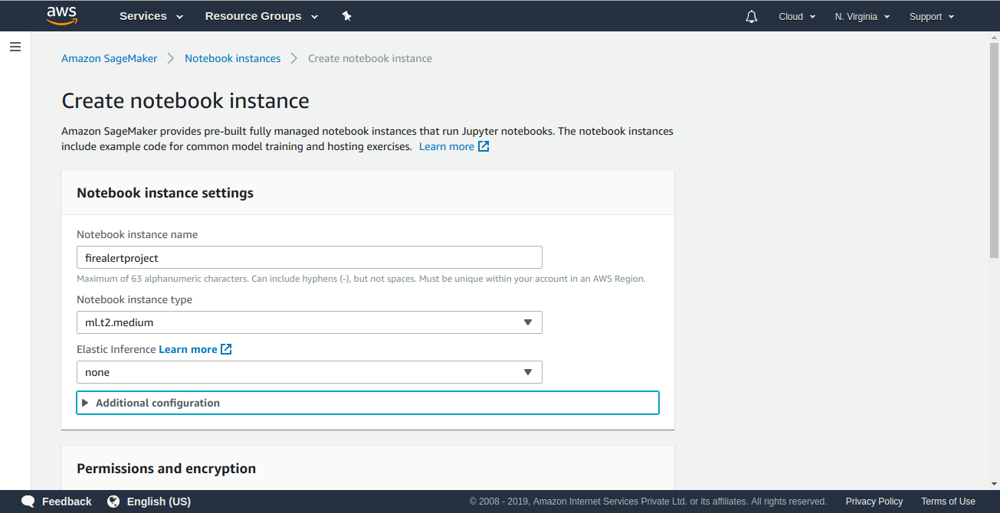 aws Services Resource Groups Cloud N. Virginia Support
Amazon SageMaker Notebook instances Create notebook instance
Create notebook instance
Amazon SageMaker provides pre-built fully managed notebook instances that run Jupyter notebooks. The notebook instances
include example code for common model training and hosting exercises. Learn more
Notebook instance settings
Notebook instance name
firealertproject
Maximum of 63 alphanumeric characters. Can include hyphens (-), but not spaces. Must be unique within your account in an AWS Region.
Notebook instance type
ml.t2.medium
Elastic Inference Learn more
none
Additional configuration
Permissions and encryption
Feedback English (US) © 2008 - 2019, Amazon Internet Services Private Ltd. or its affiliates. All rights reserved. Privacy Policy Terms of Use